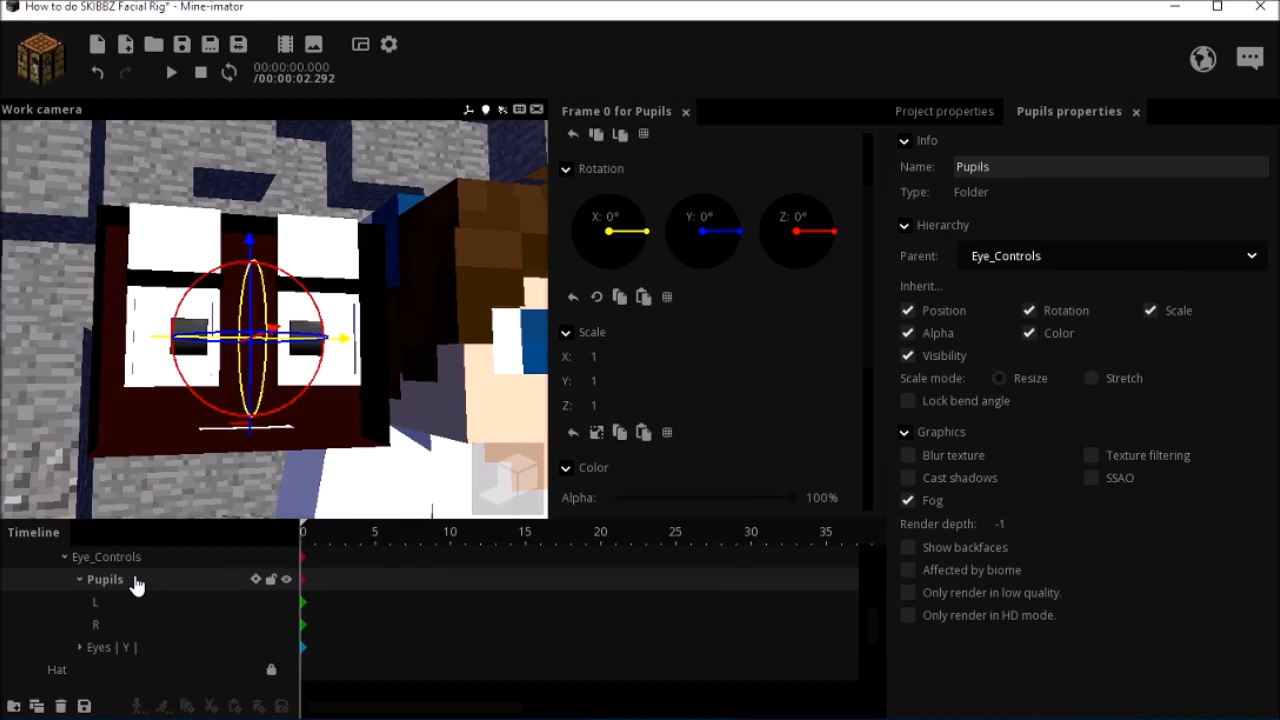 How to do SKIBBZ Facial Rig* - Mine-imator
00:00:00.000
/00:00:02.292
Work camera
Frame 0 for Pupils
Project properties
Pupils properties
Rotation
X: 0°
Y: 0°
Z: 0°
Scale
X: 1
Y: 1
Z: 1
Color
Alpha: 100%
Info
Name: Pupils
Type: Folder
Hierarchy
Parent: Eye_Controls
Inherit...
Position Rotation Scale
Alpha Color
Visibility
Scale mode: Resize Stretch
Lock bend angle
Graphics
Blur texture Texture filtering
Cast shadows SSAO
Fog
Render depth: -1
Show backfaces
Affected by biome
Only render in low quality.
Only render in HD mode.
Timeline
0 5 10 15 20 25 30 35
Eye_Controls
Pupils
L
R
Eyes | Y |
Hat